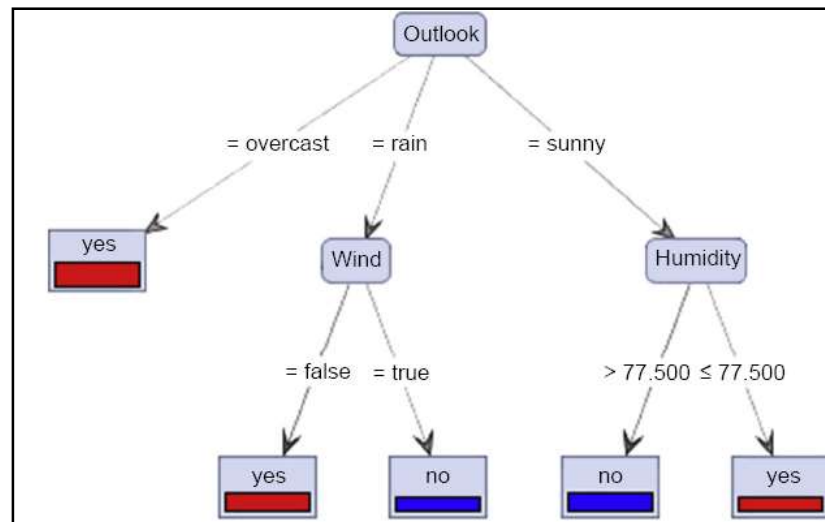 Outlook
= overcast
= rain
= sunny
yes
Wind
Humidity
= false
= true
> 77.500
≤ 77.500
yes
no
no
yes